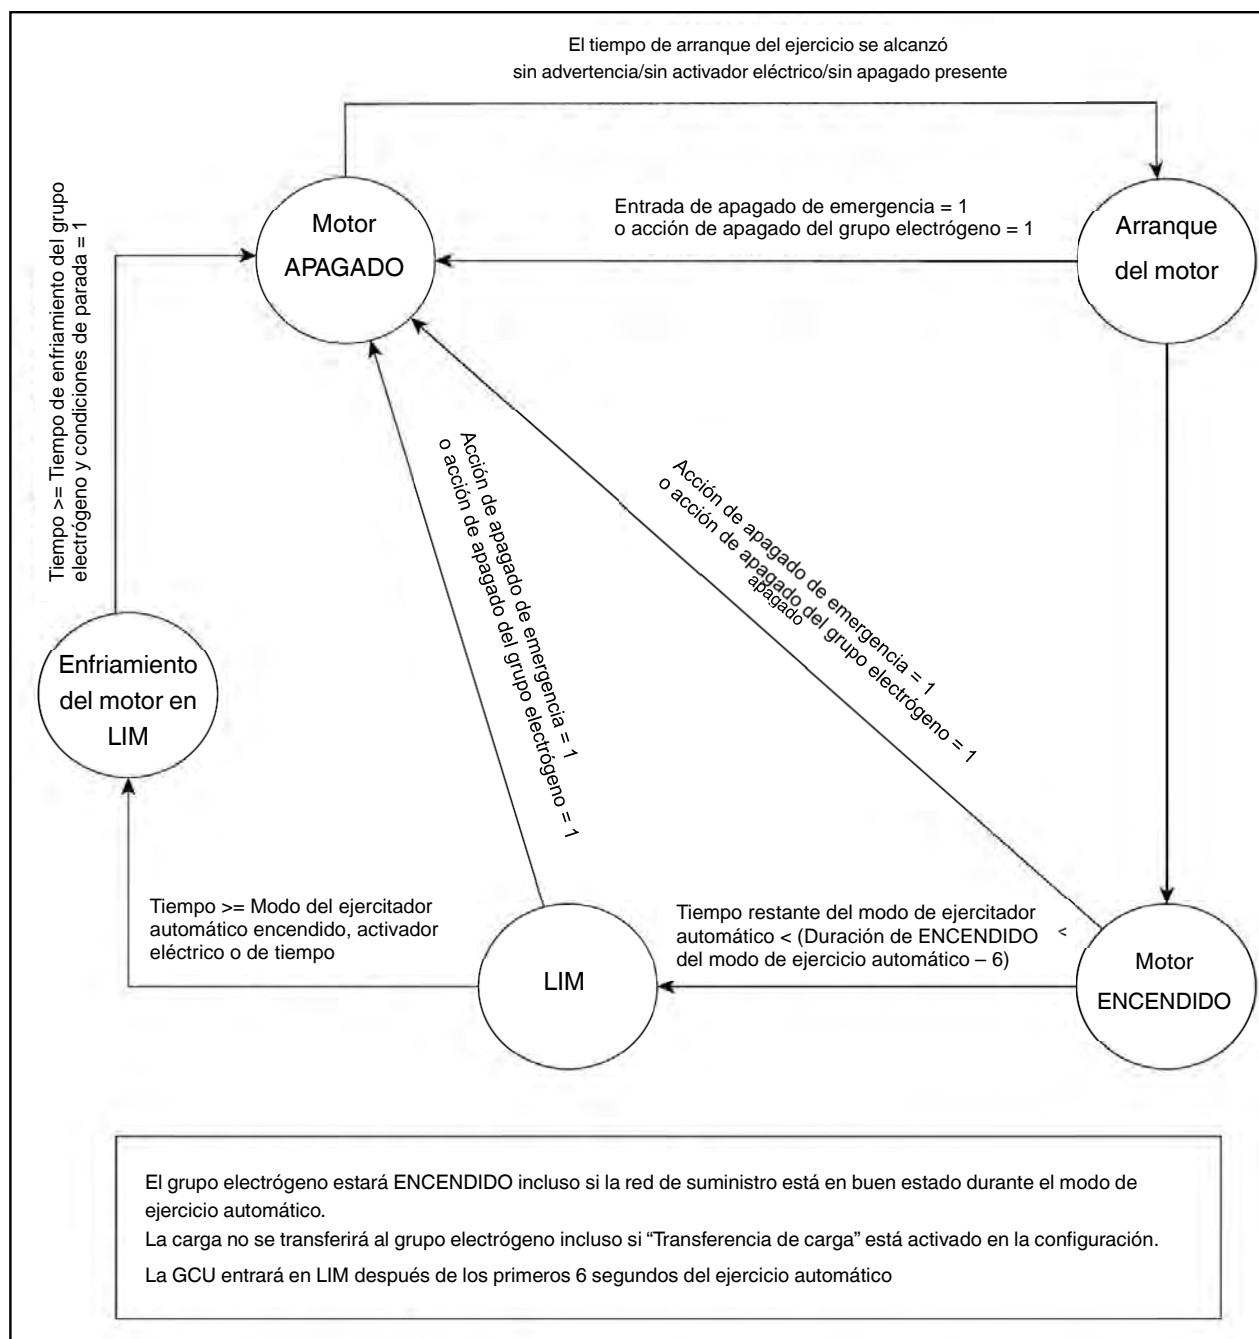 El tiempo de arranque del ejercicio se alcanzó
sin advertencia/sin activador eléctrico/sin apagado presente
Motor
APAGADO
Entrada de apagado de emergencia = 1
o acción de apagado del grupo electrógeno = 1
Arranque
del motor
Tiempo >= Tiempo de enfriamiento del grupo
electrógeno y condiciones de parada = 1
Acción de apagado de emergencia = 1
o acción de apagado del grupo electrógeno = 1
Acción de apagado de emergencia = 1
o acción de apagado del grupo electrógeno = 1
apagado
Enfriamiento
del motor en
LIM
Tiempo >= Modo del ejercitador
automático encendido, activador
eléctrico o de tiempo
LIM
Tiempo restante del modo de ejercitador
automático < (Duración de ENCENDIDO <
del modo de ejercicio automático – 6)
Motor
ENCENDIDO
El grupo electrógeno estará ENCENDIDO incluso si la red de suministro está en buen estado durante el modo de
ejercicio automático.
La carga no se transferirá al grupo electrógeno incluso si “Transferencia de carga” está activado en la configuración.
La GCU entrará en LIM después de los primeros 6 segundos del ejercicio automático